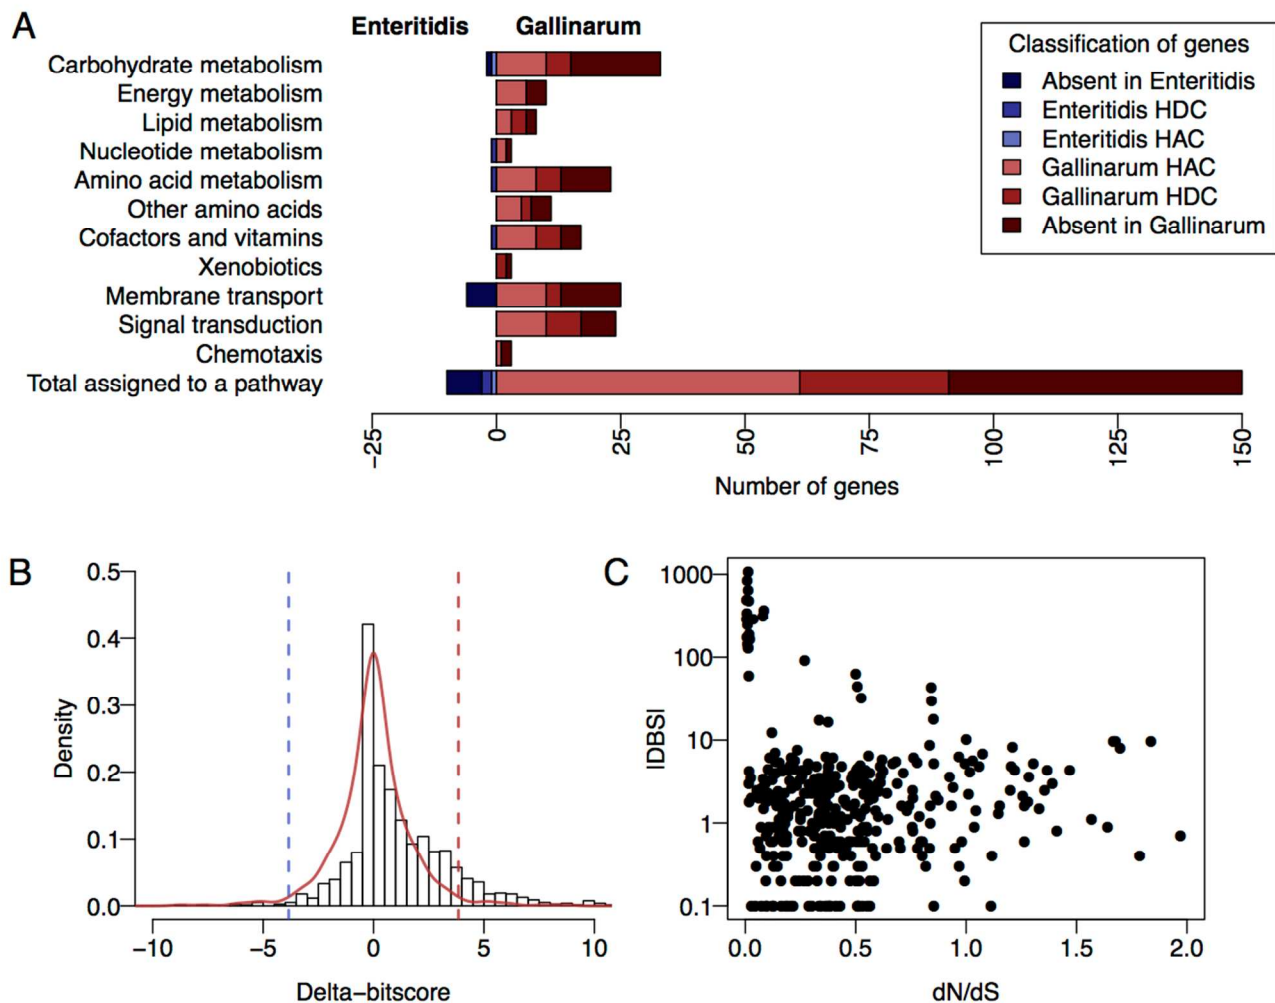 A
Enteritidis Gallinarum
Carbohydrate metabolism
Energy metabolism
Lipid metabolism
Nucleotide metabolism
Amino acid metabolism
Other amino acids
Cofactors and vitamins
Xenobiotics
Membrane transport
Signal transduction
Chemotaxis
Total assigned to a pathway
−25 0 25 50 75 100 125 150
Number of genes
Classification of genes
Absent in Enteritidis
Enteritidis HDC
Enteritidis HAC
Gallinarum HAC
Gallinarum HDC
Absent in Gallinarum
B
Density
0.5
0.4
0.3
0.2
0.1
0.0
−10 −5 0 5 10
Delta−bitscore
C
|DBS|
1000
100
10
1
0.1
0.0 0.5 1.0 1.5 2.0
dN/dS